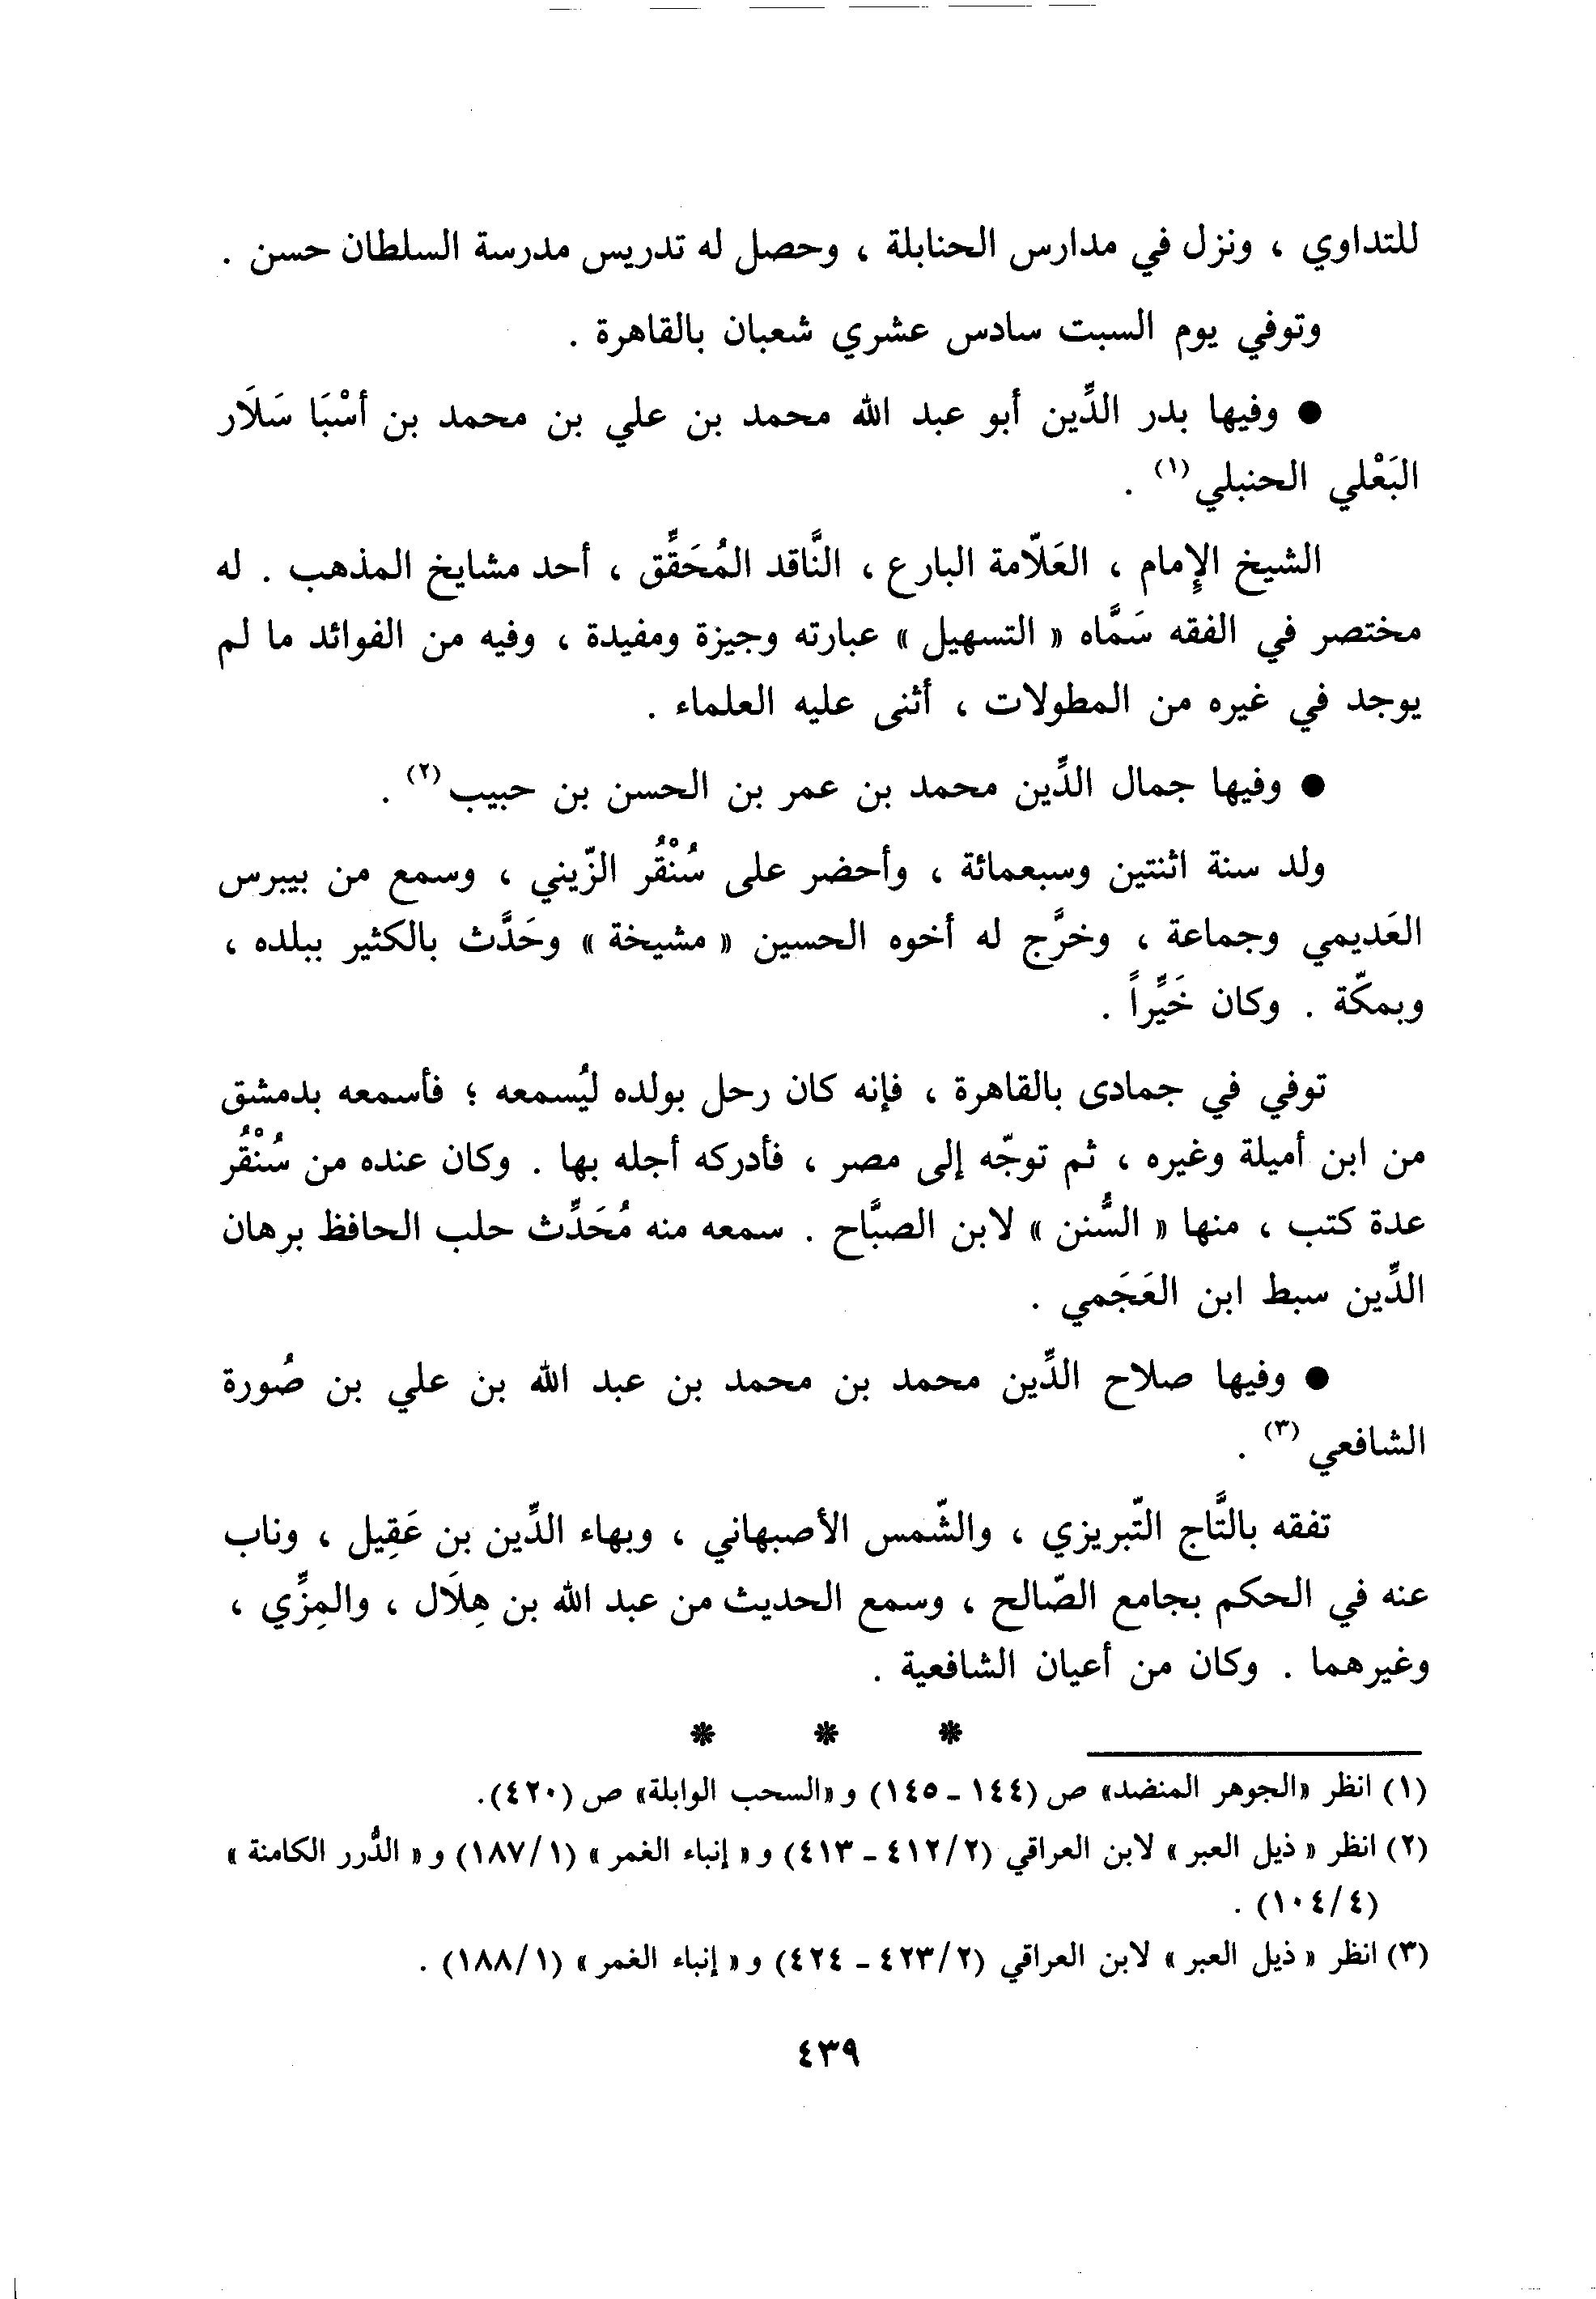 للتداوي ، ونزل في مدارس الحنابلة ، وحصل له تدريس مدرسة السلطان حسن .
وتوفي يوم السبت سادس عشري شعبان بالقاهرة .
● وفيها بدر الدِّين أبو عبد الله محمد بن علي بن محمد بن أسْبَا سَلَار
البَعْلي الحنبلي (١) .
الشيخ الإِمام ، العَلاّمة البارع ، النَّاقد المُحَقِّق ، أحد مشايخ المذهب . له
مختصر في الفقه سَمَّاه « التسهيل » عبارته وجيزة ومفيدة ، وفيه من الفوائد ما لم
يوجد في غيره من المطولات ، أثنى عليه العلماء .
● وفيها جمال الدِّين محمد بن عمر بن الحسن بن حبيب (٢) .
ولد سنة اثنتين وسبعمائة ، وأحضر على سُنْقُر الزّيني ، وسمع من بيبرس
العَديمي وجماعة ، وخرَّج له أخوه الحسين « مشيخة » وحَدَّث بالكثير ببلده ،
وبمكّة . وكان خَيِّراً .
توفي في جمادى بالقاهرة ، فإنه كان رحل بولده ليُسمعه ؛ فأسمعه بدمشق
من ابن أميلة وغيره ، ثم توجّه إلى مصر ، فأدركه أجله بها . وكان عنده من سُنْقُر
عدة كتب ، منها « السُّنن » لابن الصبَّاح . سمعه منه مُحَدِّث حلب الحافظ برهان
الدِّين سبط ابن العَجَمي .
● وفيها صلاح الدِّين محمد بن محمد بن عبد الله بن علي بن صُورة
الشافعي (٣) .
تفقه بالتَّاج التّبريزي ، والشّمس الأصبهاني ، وبهاء الدِّين بن عَقِيل ، وناب
عنه في الحكم بجامع الصّالح ، وسمع الحديث من عبد الله بن هِلَال ، والمِزِّي ،
وغيرهما . وكان من أعيان الشافعية .
* * *
(١) انظر «الجوهر المنضد» ص (١٤٤ - ١٤٥) و «السحب الوابلة» ص (٤٢٠).
(٢) انظر « ذيل العبر » لابن العراقي (٢/ ٤١٢ - ٤١٣) و « إنباء الغمر » (١/ ١٨٧) و « الدُّرر الكامنة »
(٤/ ١٠٤) .
(٣) انظر « ذيل العبر » لابن العراقي (٢/ ٤٢٣ - ٤٢٤) و « إنباء الغمر » (١/ ١٨٨) .
٤٣٩